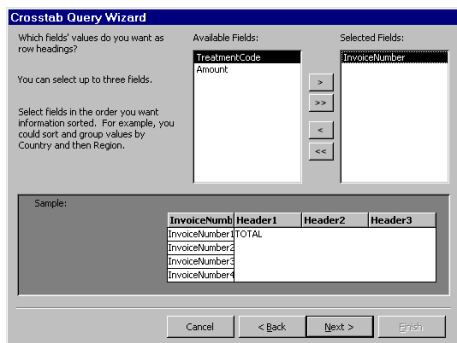 Crosstab Query Wizard
Which fields' values do you want as
row headings?
You can select up to three fields.
Select fields in the order you want
information sorted. For example, you
could sort and group values by
Country and then Region.
Available Fields:
TreatmentCode
Amount
>
>>
<
<<
Selected Fields:
InvoiceNumber
Sample:
InvoiceNumb Header1 Header2 Header3
InvoiceNumber1 TOTAL
InvoiceNumber2
InvoiceNumber3
InvoiceNumber4
Cancel < Back Next > Finish